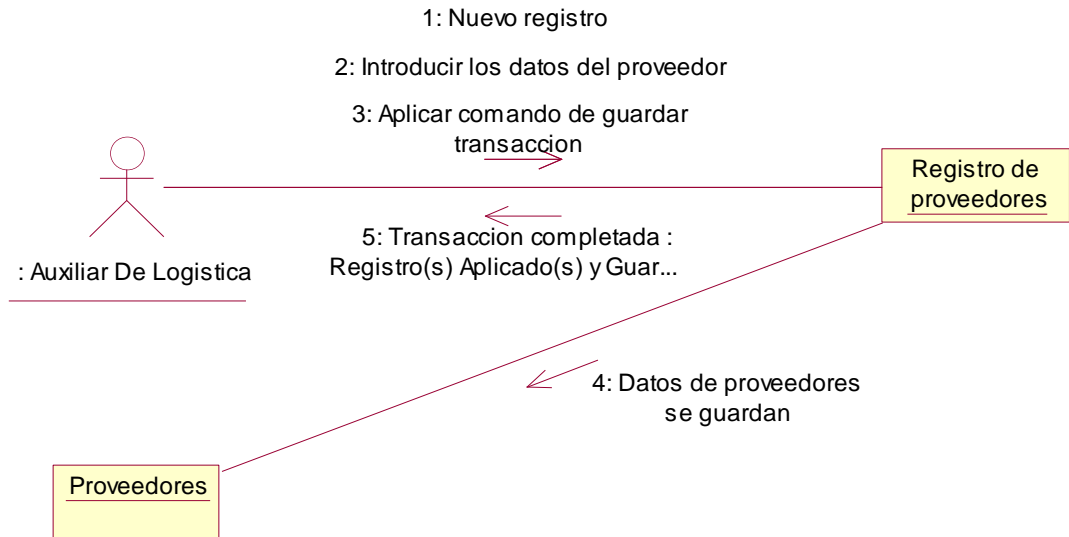 1: Nuevo registro
2: Introducir los datos del proveedor
3: Aplicar comando de guardar
transaccion
Registro de
proveedores
5: Transaccion completada :
Registro(s) Aplicado(s) y Guar...
: Auxiliar De Logistica
4: Datos de proveedores
se guardan
Proveedores